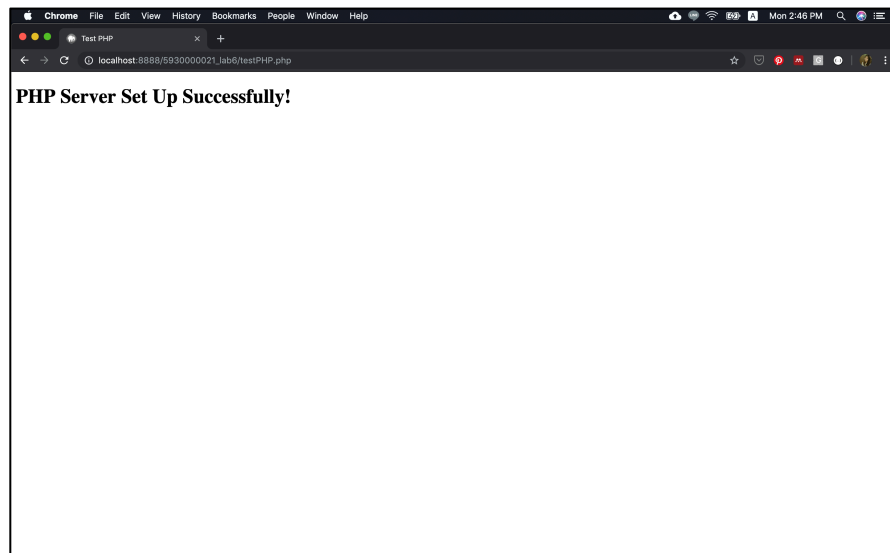 Chrome File Edit View History Bookmarks People Window Help A Mon 2:46 PM
Test PHP
localhost:8888/5930000021_lab6/testPHP.php
PHP Server Set Up Successfully!